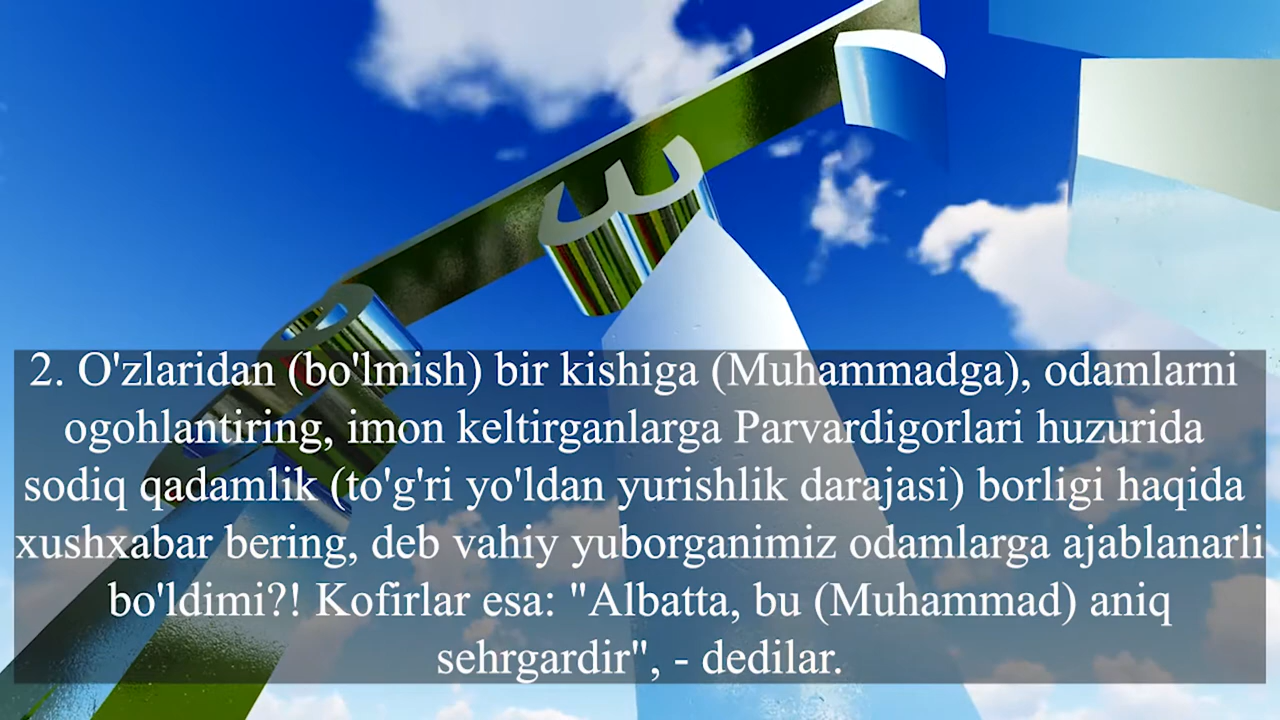 2. O'zlaridan (bo'lmish) bir kishiga (Muhammadga), odamlarni
ogohlantiring, imon keltirganlarga Parvardigorlari huzurida
sodiq qadamlik (to'g'ri yo'ldan yurishlik darajasi) borligi haqida
xushxabar bering, deb vahiy yuborganimiz odamlarga ajablanarli
bo'ldimi?! Kofirlar esa: "Albatta, bu (Muhammad) aniq
sehrgardir", - dedilar.